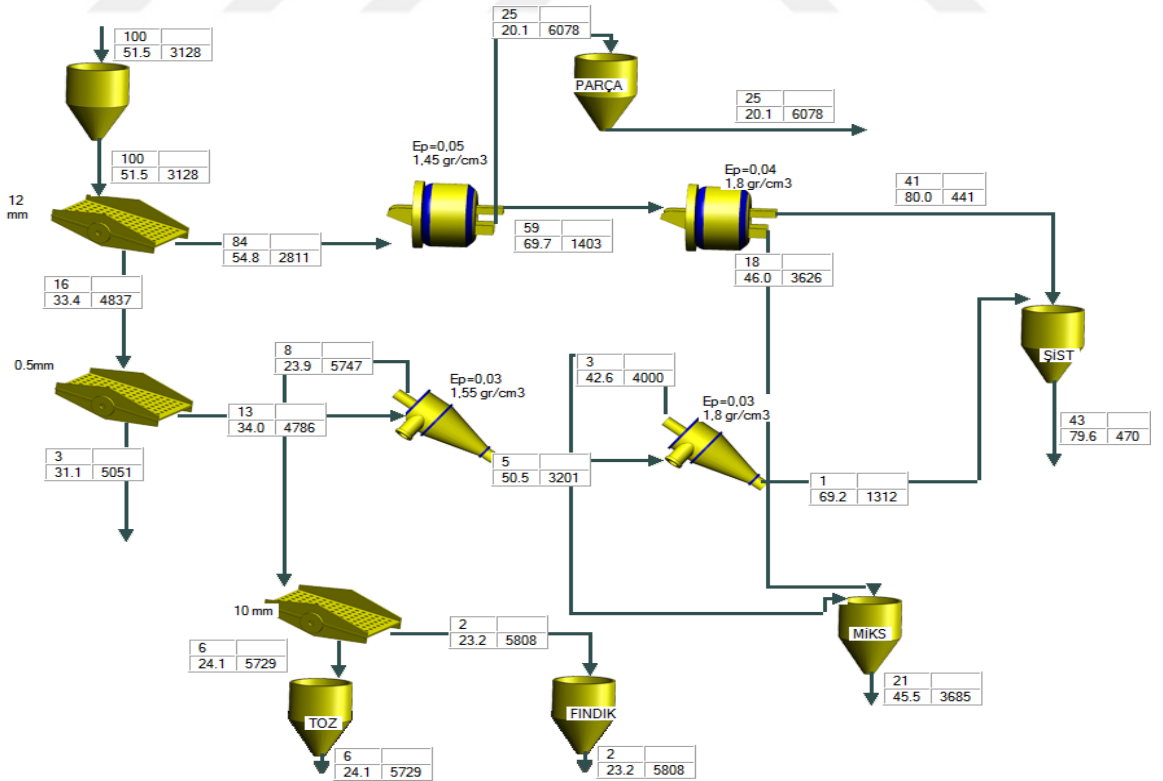 100
51.5 3128
100
51.5 3128
12
mm
84
54.8 2811
16
33.4 4837
0.5mm
3
31.1 5051
13
34.0 4786
8
23.9 5747
Ep=0,03
1,55 gr/cm3
5
50.5 3201
3
42.6 4000
Ep=0,03
1,8 gr/cm3
1
69.2 1312
Ep=0,05
1,45 gr/cm3
25
20.1 6078
PARÇA
25
20.1 6078
59
69.7 1403
Ep=0,04
1,8 gr/cm3
41
80.0 441
18
46.0 3626
ŞİST
43
79.6 470
MİKS
21
45.5 3685
10 mm
2
23.2 5808
6
24.1 5729
TOZ
6
24.1 5729
FINDIK
2
23.2 5808